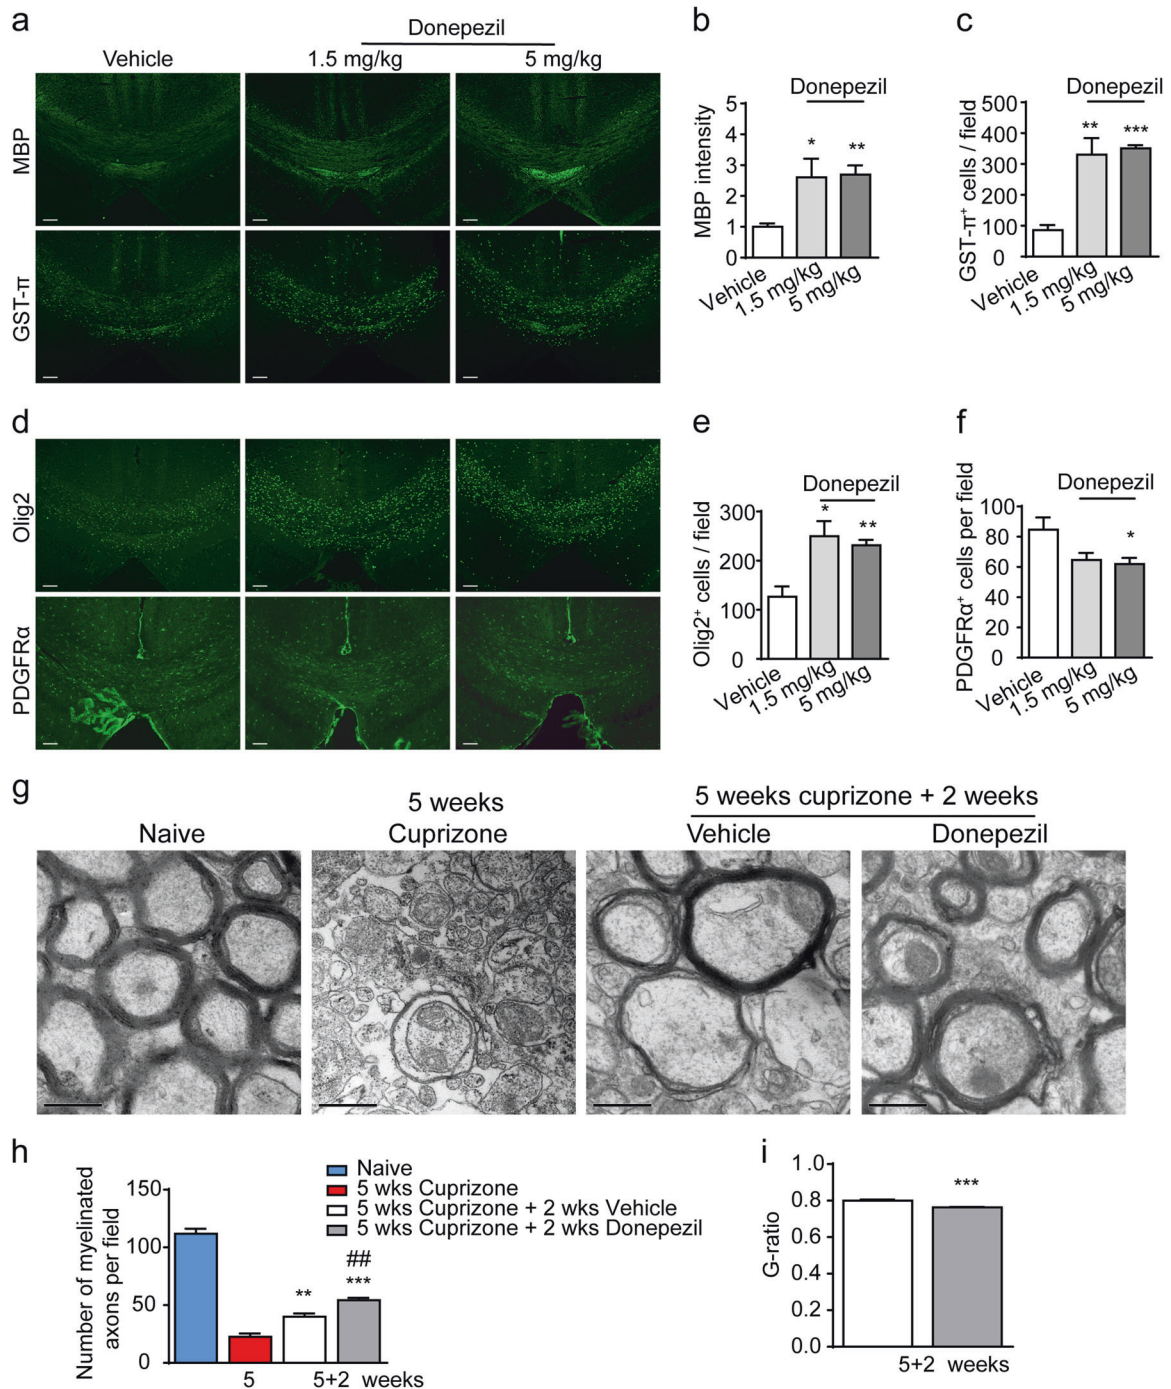 a
Donepezil
Vehicle
1.5 mg/kg
5 mg/kg
MBP
GST-π
b
Donepezil
MBP intensity
5
4
3
2
1
0
*
**
Vehicle
1.5 mg/kg
5 mg/kg
c
Donepezil
GST-π⁺ cells / field
500
400
300
200
100
0
**
***
Vehicle
1.5 mg/kg
5 mg/kg
d
Olig2
PDGFRα
e
Donepezil
Olig2⁺ cells / field
300
200
100
0
*
**
Vehicle
1.5 mg/kg
5 mg/kg
f
Donepezil
PDGFRα⁺ cells per field
100
80
60
40
20
0
*
Vehicle
1.5 mg/kg
5 mg/kg
g
Naive
5 weeks
Cuprizone
5 weeks cuprizone + 2 weeks
Vehicle
Donepezil
h
Number of myelinated
axons per field
150
100
50
0
**
##
***
5
5+2 weeks
Naive
5 wks Cuprizone
5 wks Cuprizone + 2 wks Vehicle
5 wks Cuprizone + 2 wks Donepezil
i
G-ratio
1.0
0.8
0.6
0.4
0.2
0.0
***
5+2 weeks